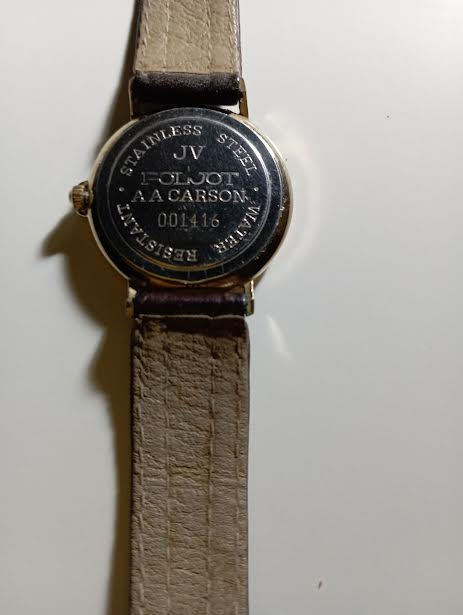 STAINLESS STEEL
JV
POLJOT
A A CARSON
001416
WATER RESISTANT